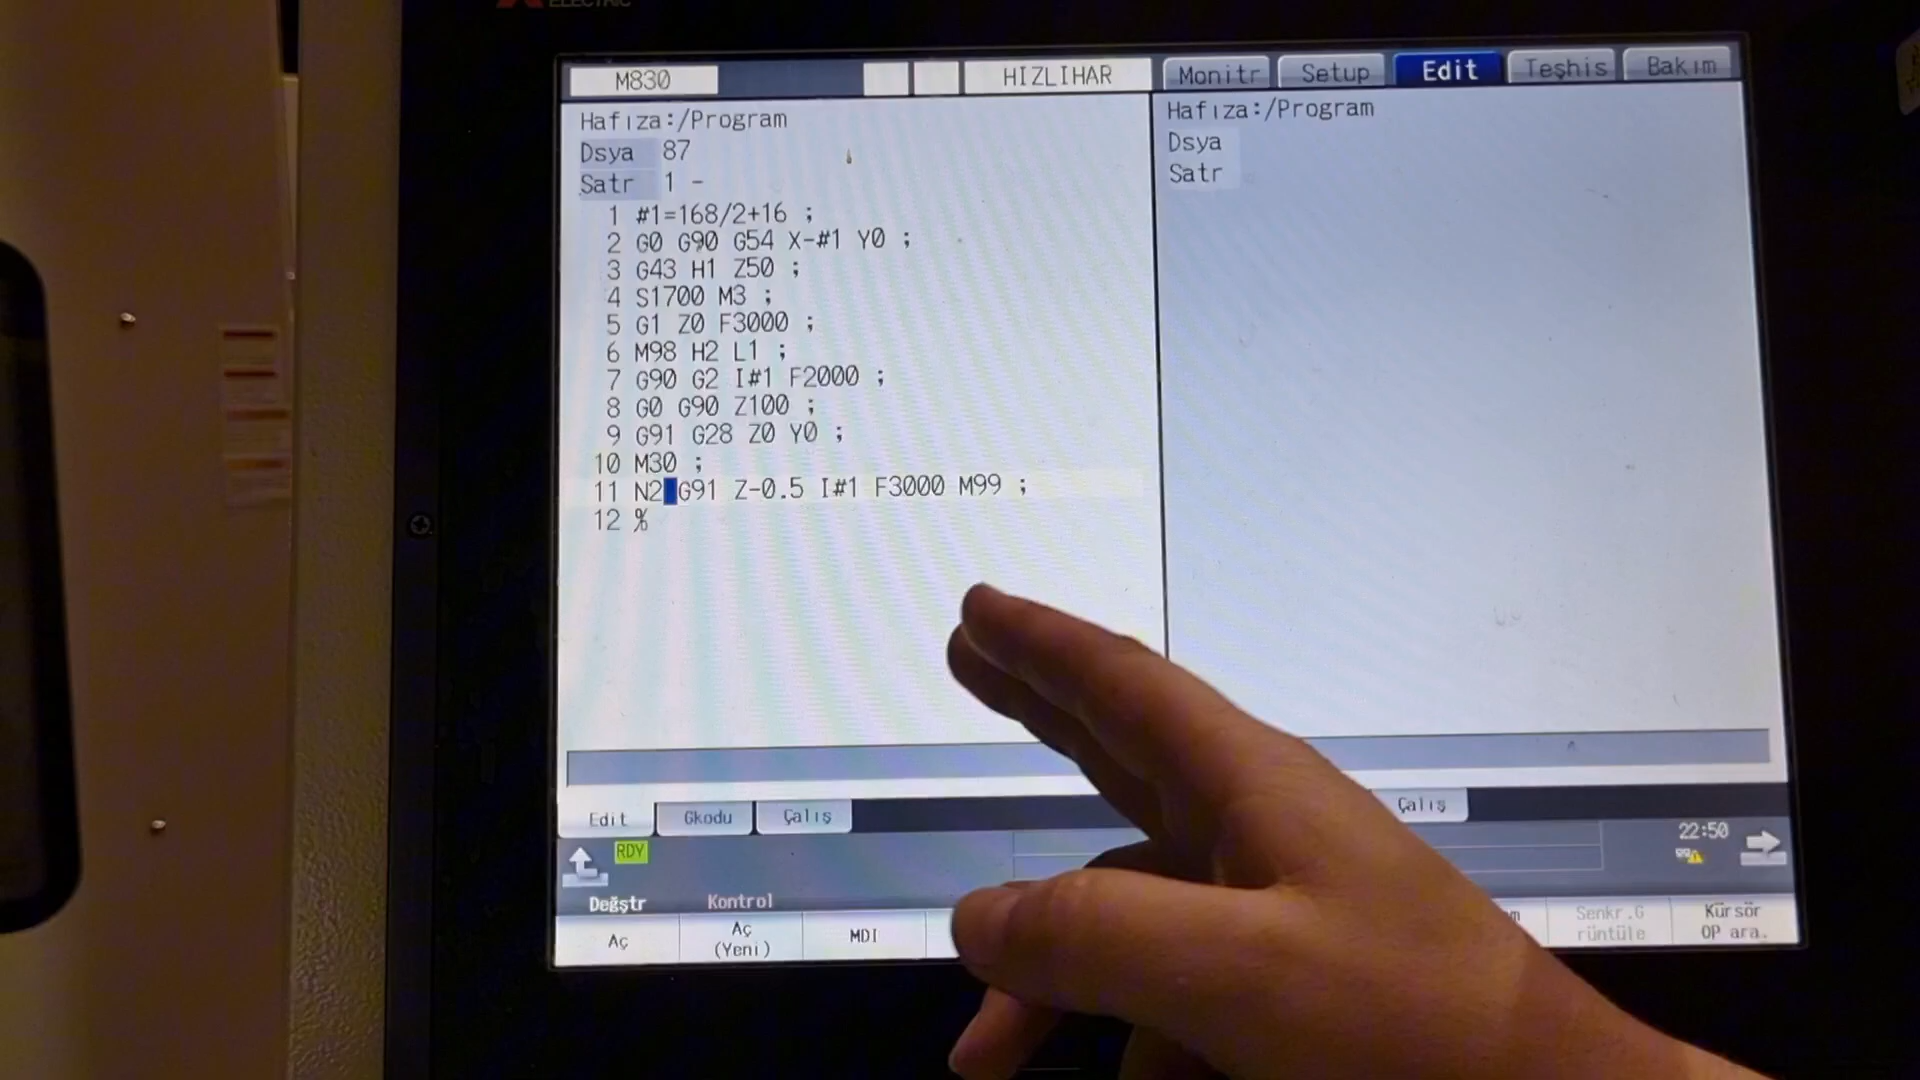 ELECTRIC
M830
HIZLIHAR
Monitr
Setup
Edit
Teşhis
Bakım
Hafıza:/Program
Dsya 87
Satr 1 -
1 #1=168/2+16 ;
2 G0 G90 G54 X-#1 Y0 ;
3 G43 H1 Z50 ;
4 S1700 M3 ;
5 G1 Z0 F3000 ;
6 M98 H2 L1 ;
7 G90 G2 I#1 F2000 ;
8 G0 G90 Z100 ;
9 G91 G28 Z0 Y0 ;
10 M30 ;
11 N2 G91 Z-0.5 I#1 F3000 M99 ;
12 %
Hafıza:/Program
Dsya
Satr
Edit
Gkodu
Çalış
Çalış
RDY
22:50
Değştr
Kontrol
Aç
Aç
(Yeni)
MDI
Senkr.G
rüntüle
Kürsör
OP ara.